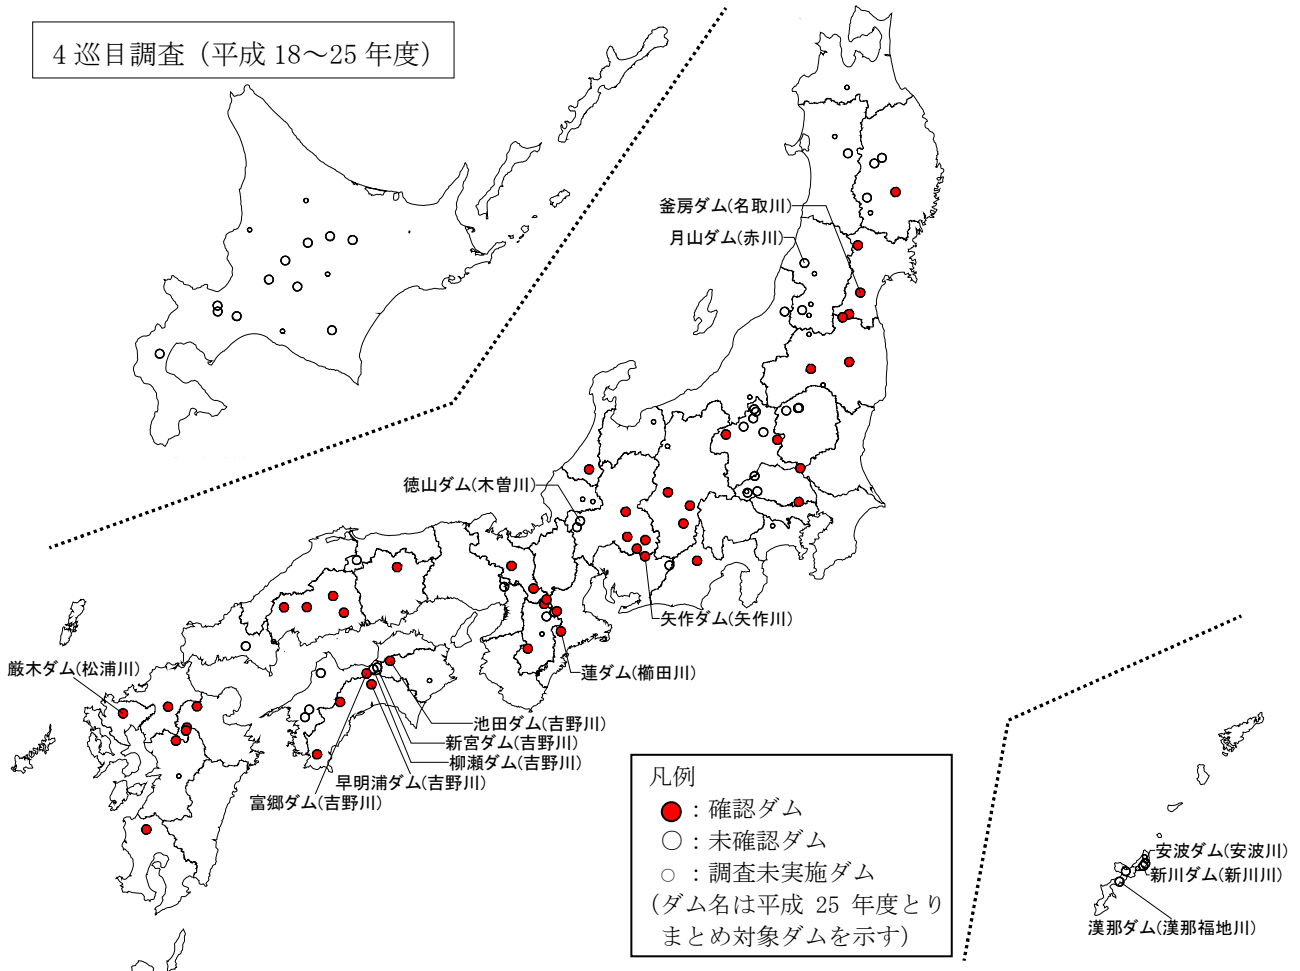 4巡目調査（平成 18～25 年度）
釜房ダム(名取川)
月山ダム(赤川)
徳山ダム(木曽川)
矢作ダム(矢作川)
蓮ダム(櫛田川)
厳木ダム(松浦川)
池田ダム(吉野川)
新宮ダム(吉野川)
柳瀬ダム(吉野川)
早明浦ダム(吉野川)
富郷ダム(吉野川)
凡例
：確認ダム
：未確認ダム
：調査未実施ダム
(ダム名は平成 25 年度とり
まとめ対象ダムを示す)
安波ダム(安波川)
新川ダム(新川川)
漢那ダム(漢那福地川)